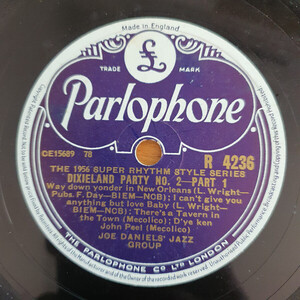 Made in England
£
TRADE MARK
Parlophone
CE15689 78
R 4236
THE 1956 SUPER RHYTHM STYLE SERIES
DIXIELAND PARTY NO. 2—PART 1
Way down yonder in New Orleans (L. Wright—
Pubs. F. Day—BIEM—NCB); I can't give you
anything but love Baby (L. Wright—
BIEM—NCB); There's a Tavern in
the Town (Mecolico); D'ye ken
John Peel (Mecolico)
JOE DANIELS' JAZZ
GROUP
THE PARLOPHONE CO LTD LONDON